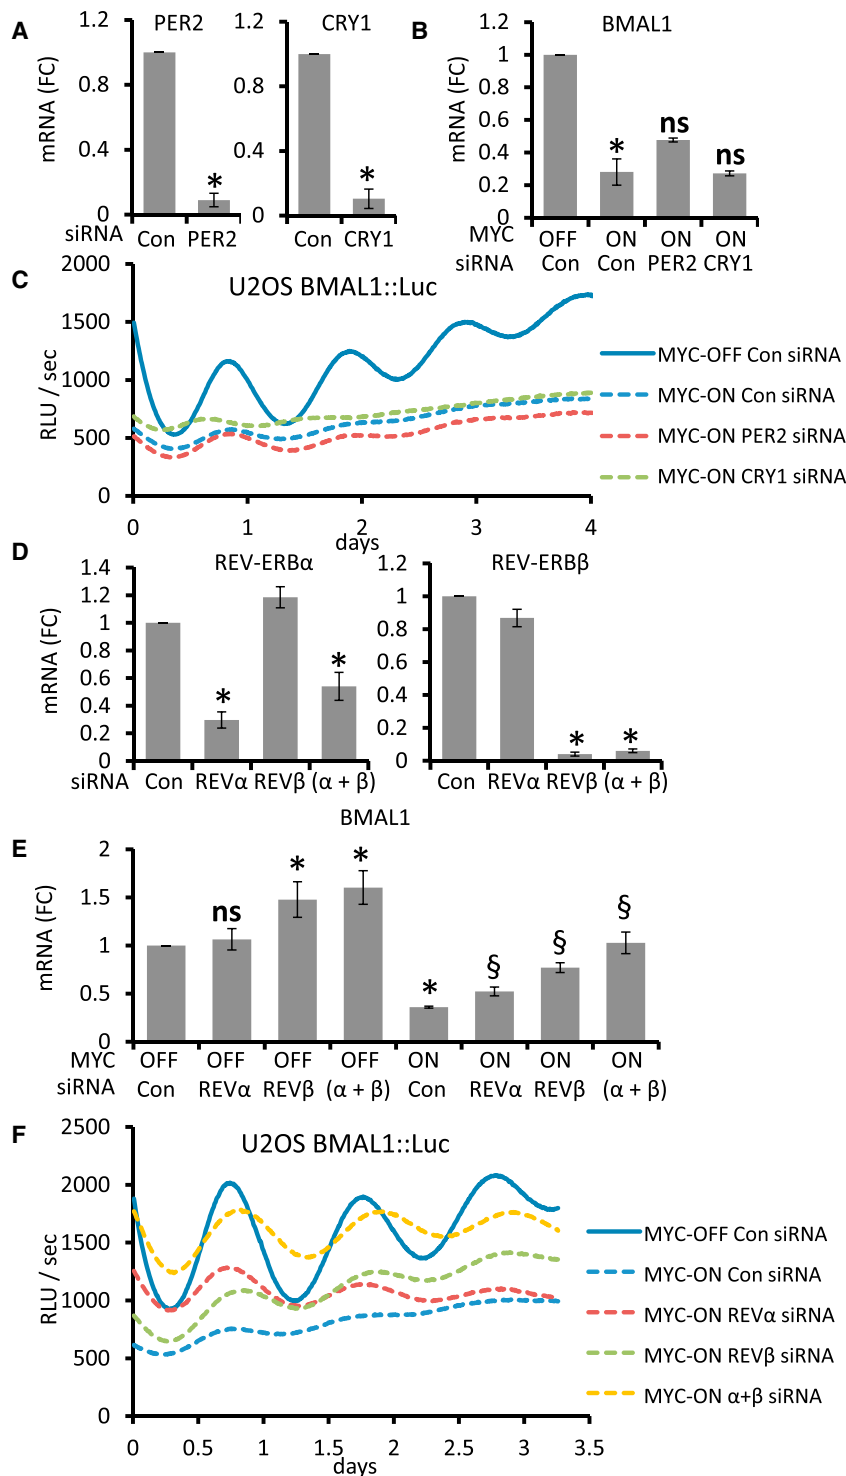 A
PER2
CRY1
mRNA (FC)
1.2
0.8
0.4
0
1.2
1
0.8
0.6
0.4
0.2
0
*
*
siRNA
Con PER2
Con CRY1
B
BMAL1
mRNA (FC)
1.2
1
0.8
0.6
0.4
0.2
0
*
ns
ns
MYC OFF ON ON ON
siRNA Con Con PER2 CRY1
C
U2OS BMAL1::Luc
RLU / sec
2000
1500
1000
500
0
0 1 2 3 4
days
MYC-OFF Con siRNA
MYC-ON Con siRNA
MYC-ON PER2 siRNA
MYC-ON CRY1 siRNA
D
REV-ERBα
mRNA (FC)
1.4
1.2
1
0.8
0.6
0.4
0.2
0
*
*
siRNA Con REVα REVβ (α + β)
REV-ERBβ
1.2
1
0.8
0.6
0.4
0.2
0
*
*
Con REVα REVβ (α + β)
E
BMAL1
mRNA (FC)
2
1.5
1
0.5
0
ns
*
*
*
§
§
§
MYC OFF OFF OFF OFF ON ON ON ON
siRNA Con REVα REVβ (α + β) Con REVα REVβ (α + β)
F
U2OS BMAL1::Luc
RLU / sec
2500
2000
1500
1000
500
0
0 0.5 1 1.5 2 2.5 3 3.5
days
MYC-OFF Con siRNA
MYC-ON Con siRNA
MYC-ON REVα siRNA
MYC-ON REVβ siRNA
MYC-ON α+β siRNA